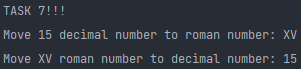 TASK 7!!!
Move 15 decimal number to roman number: XV
Move XV roman number to decimal number: 15